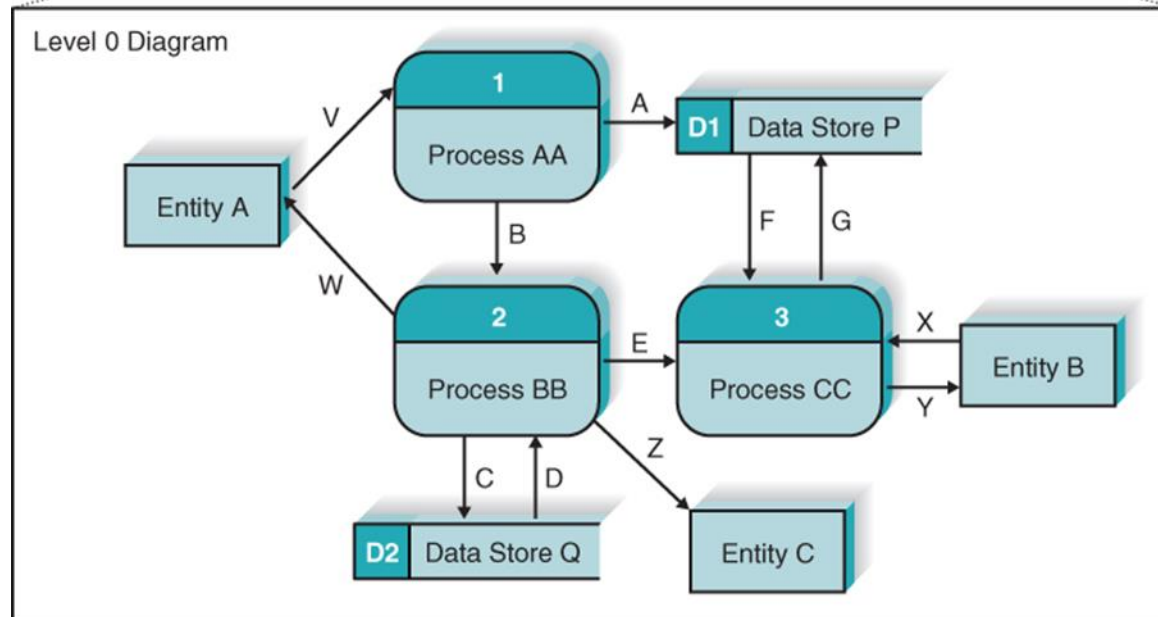 Level 0 Diagram
1
Process AA
V
A
D1 Data Store P
Entity A
B
F
G
W
2
Process BB
E
3
Process CC
X
Y
Entity B
C
D
Z
D2 Data Store Q
Entity C